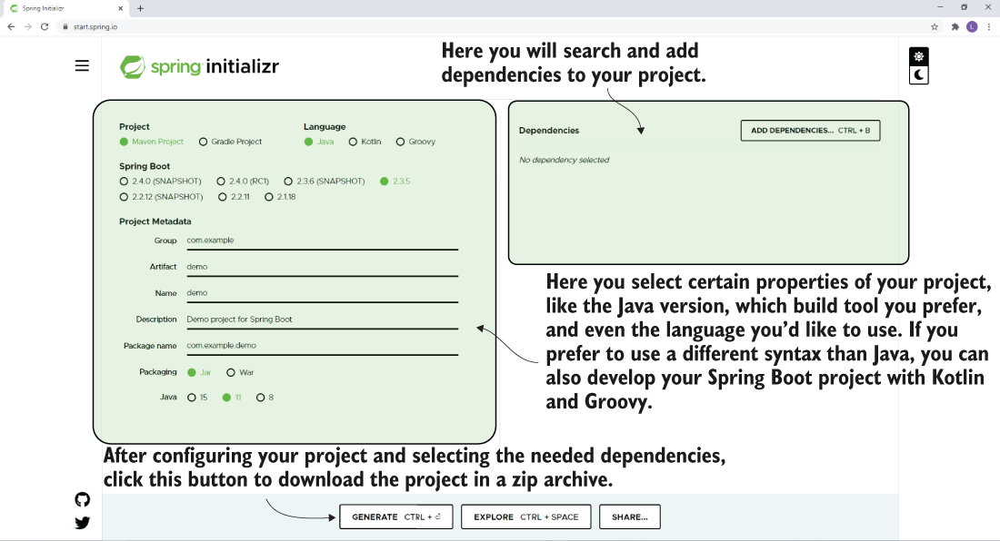 Spring Initializr
start.spring.io
L
spring initializr
Here you will search and add
dependencies to your project.
Project
Language
Maven Project Gradle Project
Java Kotlin Groovy
Spring Boot
2.4.0 (SNAPSHOT) 2.4.0 (RC1) 2.3.6 (SNAPSHOT) 2.3.5
2.2.12 (SNAPSHOT) 2.2.11 2.1.18
Project Metadata
Group com.example
Artifact demo
Name demo
Description Demo project for Spring Boot
Package name com.example.demo
Packaging Jar War
Java 15 11 8
Dependencies
ADD DEPENDENCIES... CTRL + B
No dependency selected
Here you select certain properties of your project,
like the Java version, which build tool you prefer,
and even the language you’d like to use. If you
prefer to use a different syntax than Java, you can
also develop your Spring Boot project with Kotlin
and Groovy.
After configuring your project and selecting the needed dependencies,
click this button to download the project in a zip archive.
GENERATE CTRL + ⏎
EXPLORE CTRL + SPACE
SHARE...